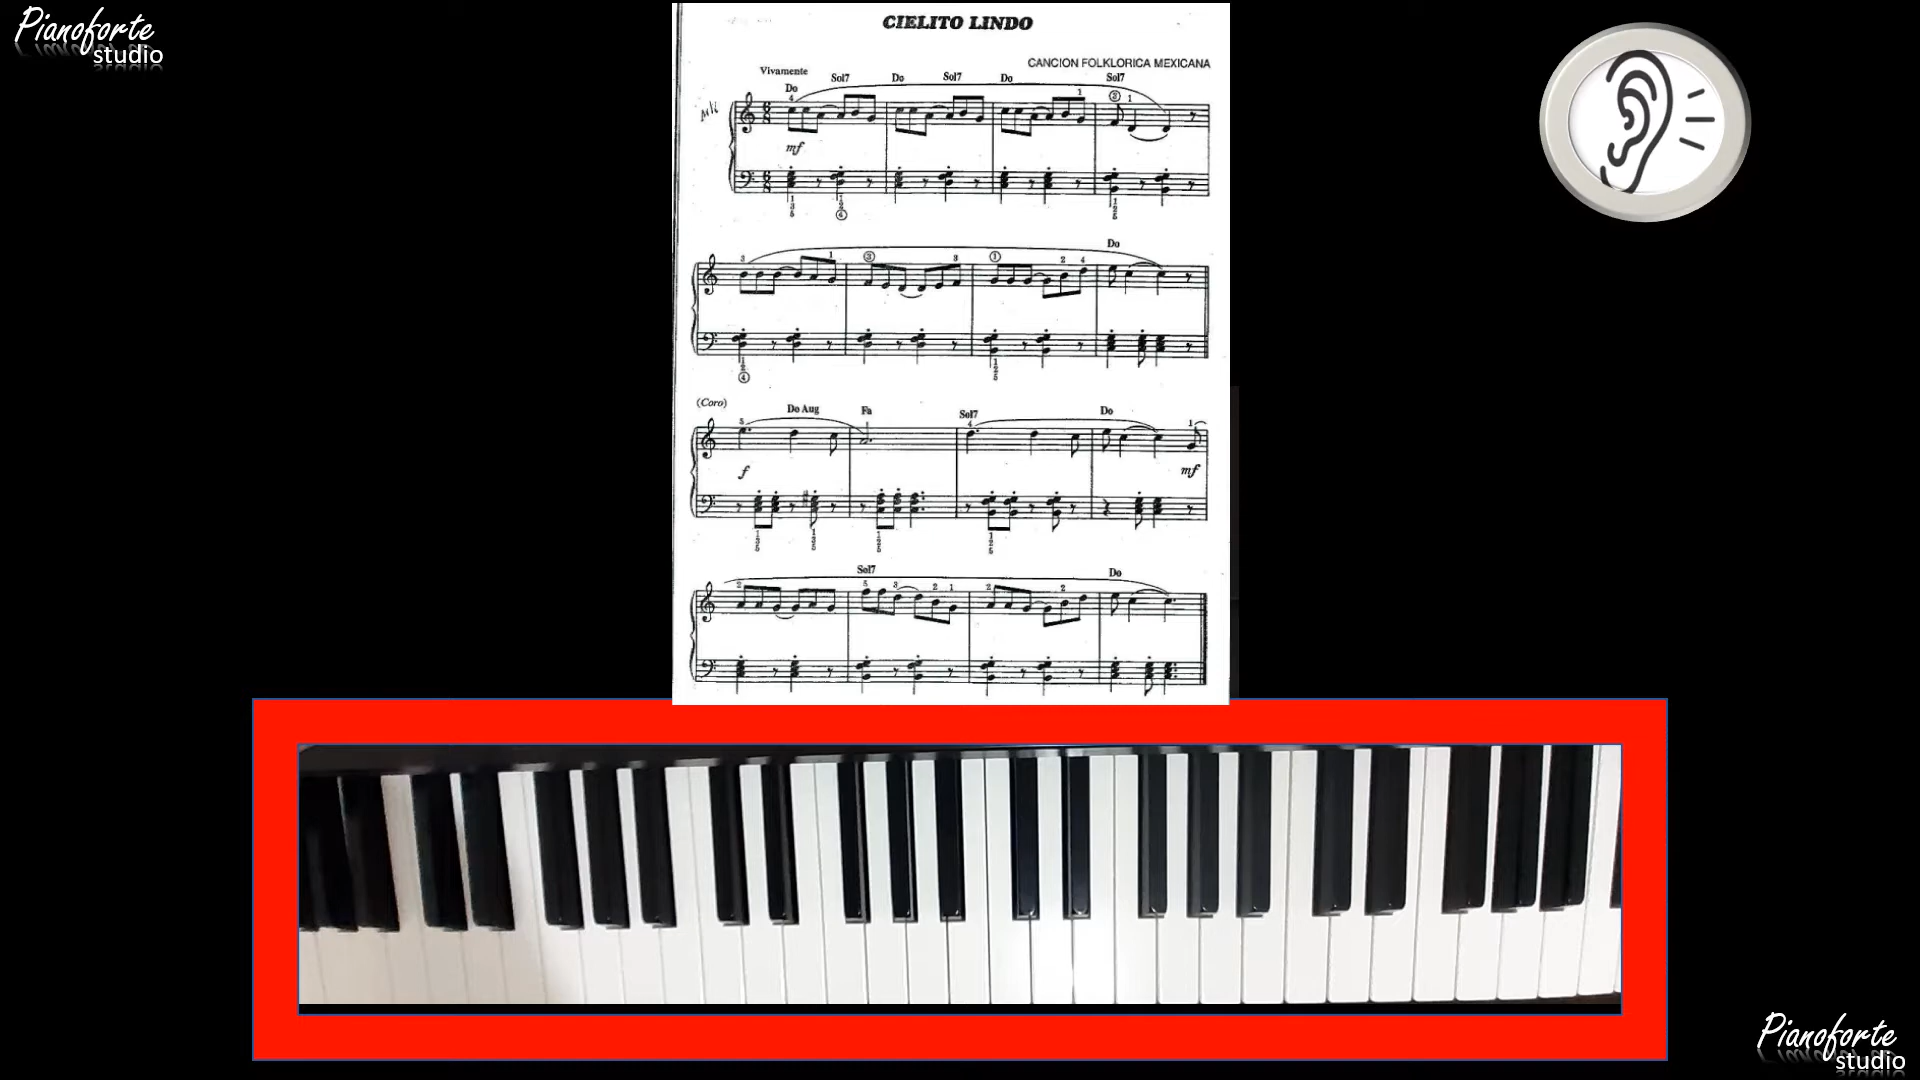 Pianoforte
studio
CIELITO LINDO
CANCION FOLKLORICA MEXICANA
Vivamente
Do Sol7 Do Sol7 Do Sol7
mf
Do
(Coro)
Do Aug Fa Sol7 Do
f
mf
Sol7 Do
Pianoforte
studio